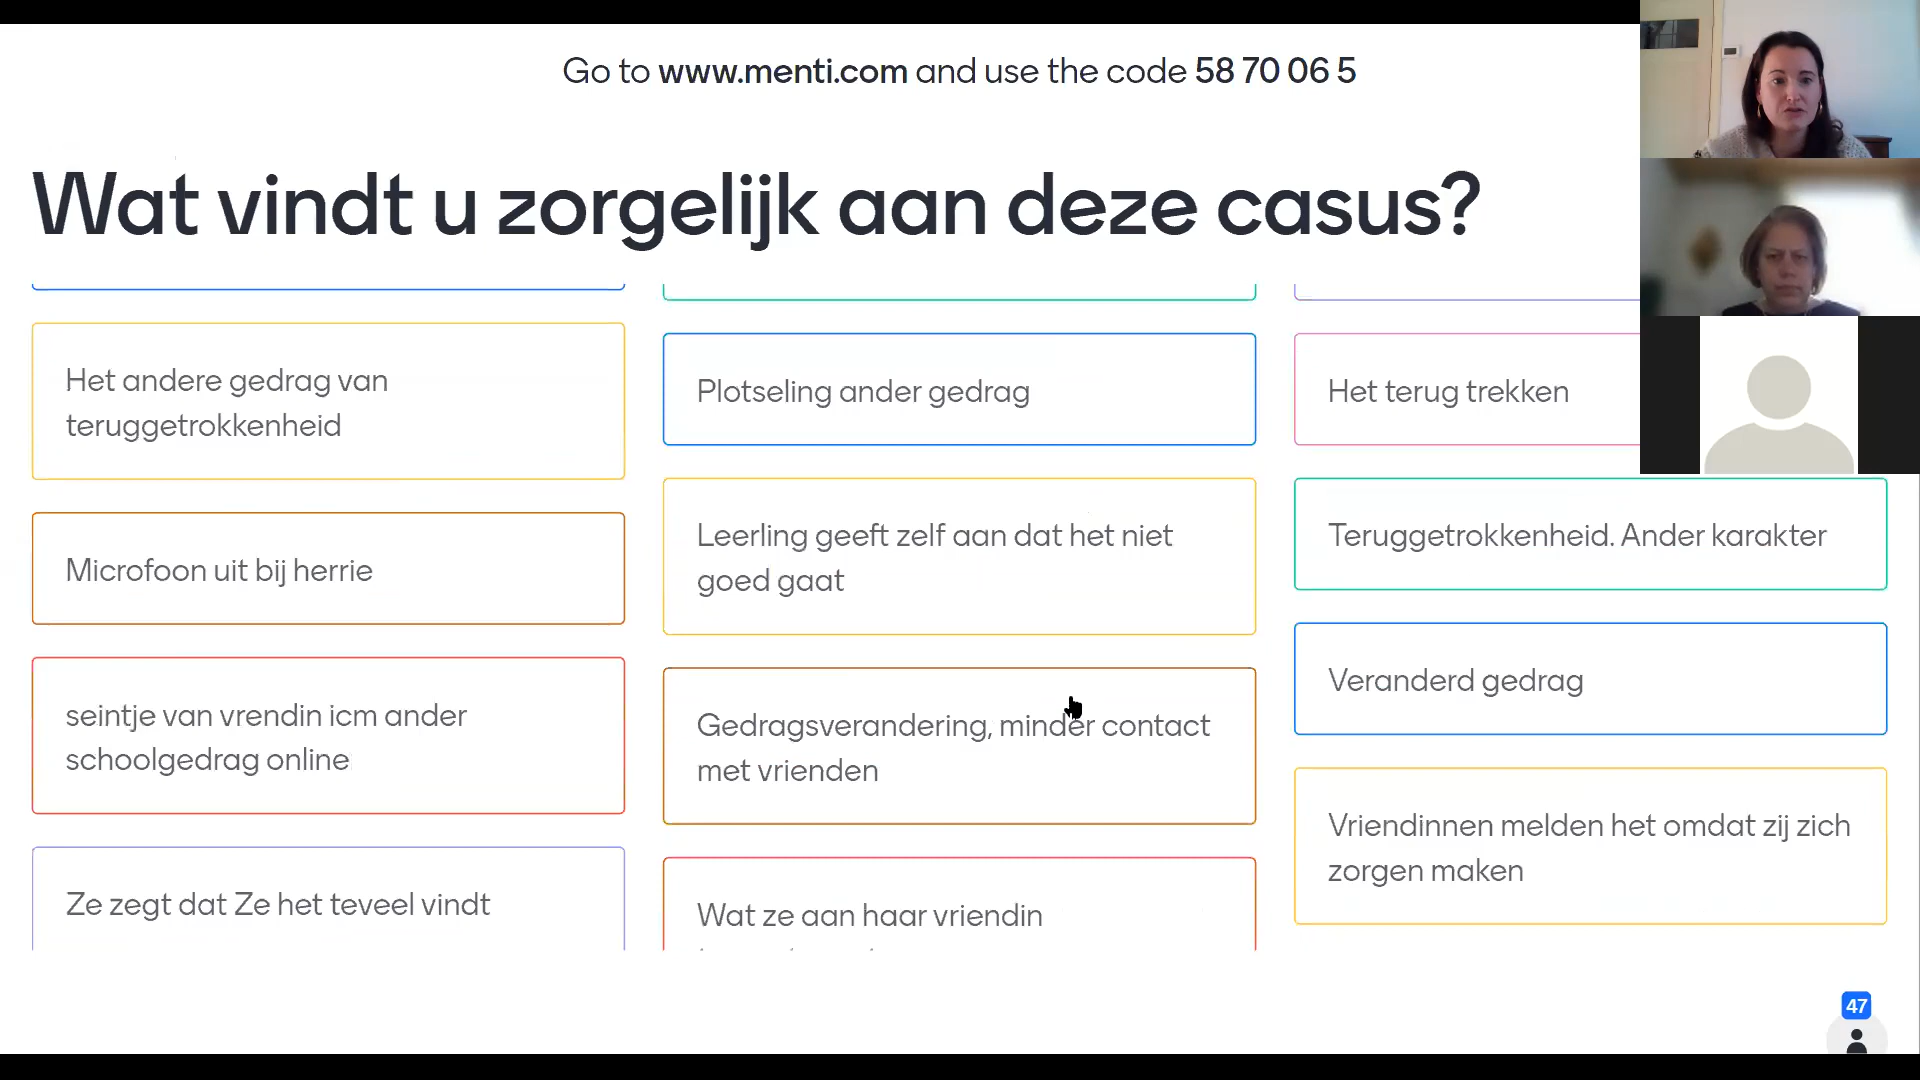 Go to www.menti.com and use the code 58 70 06 5
Wat vindt u zorgelijk aan deze casus?
Het andere gedrag van
teruggetrokkenheid
Microfoon uit bij herrie
seintje van vrendin icm ander
schoolgedrag online
Ze zegt dat Ze het teveel vindt
Plotseling ander gedrag
Leerling geeft zelf aan dat het niet
goed gaat
Gedragsverandering, minder contact
met vrienden
Wat ze aan haar vriendin
Het terug trekken
Teruggetrokkenheid. Ander karakter
Veranderd gedrag
Vriendinnen melden het omdat zij zich
zorgen maken
47